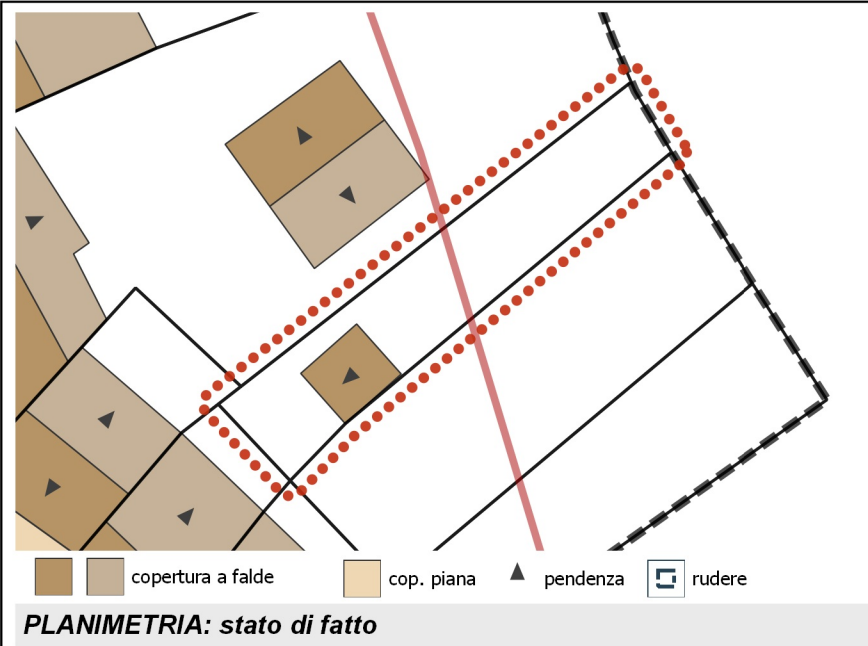 copertura a falde cop. piana pendenza rudere
PLANIMETRIA: stato di fatto